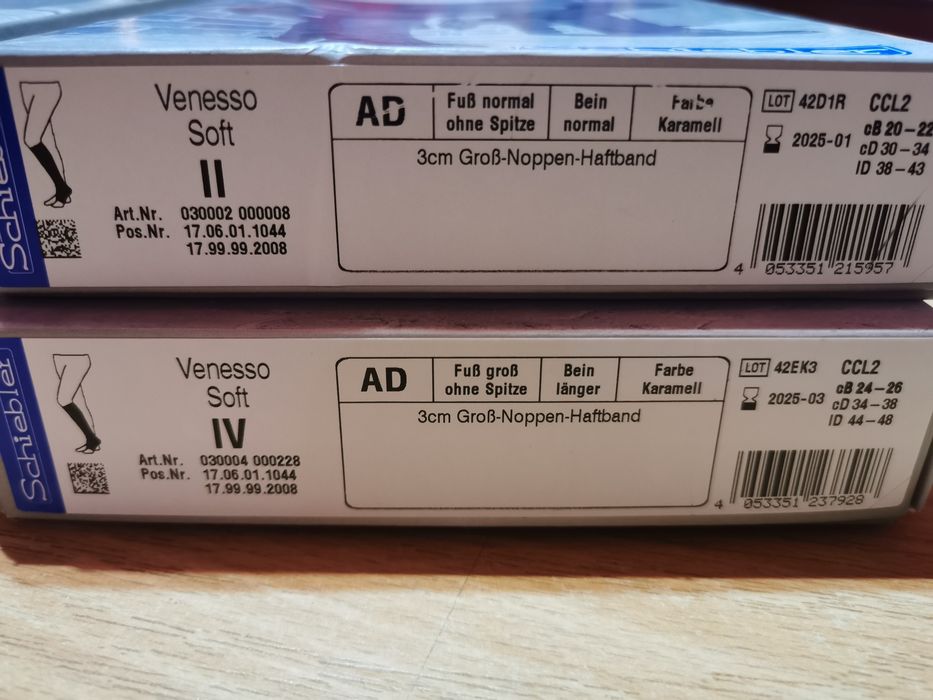 Schieb
Venesso
Soft
II
Art.Nr. 030002 000008
Pos.Nr. 17.06.01.1044
17.99.99.2008
AD
Fuß normal
ohne Spitze
Bein
normal
Farbe
Karamell
3cm Groß-Noppen-Haftband
LOT 42D1R CCL2
2025-01
cB 20-22
cD 30-34
ID 38-43
4 053351 215957
Schiebler
Venesso
Soft
IV
Art.Nr. 030004 000228
Pos.Nr. 17.06.01.1044
17.99.99.2008
AD
Fuß groß
ohne Spitze
Bein
länger
Farbe
Karamell
3cm Groß-Noppen-Haftband
LOT 42EK3 CCL2
2025-03
cB 24-26
cD 34-38
ID 44-48
4 053351 237928